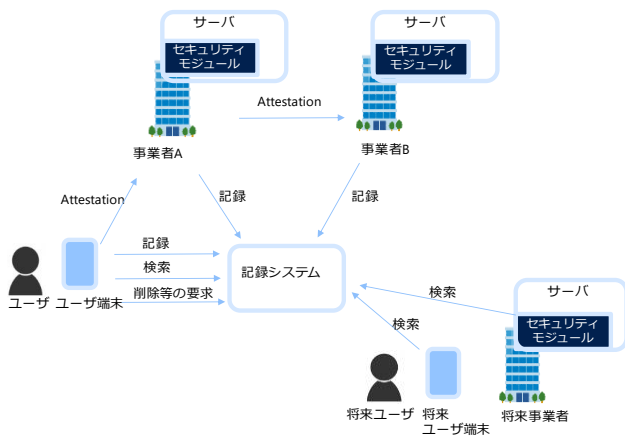 サーバ
セキュリティ
モジュール
サーバ
セキュリティ
モジュール
Attestation
事業者A
事業者B
Attestation
記録
記録
記録
検索
削除等の要求
記録システム
ユーザ
ユーザ端末
検索
検索
サーバ
セキュリティ
モジュール
将来ユーザ
将来
ユーザ端末
将来事業者